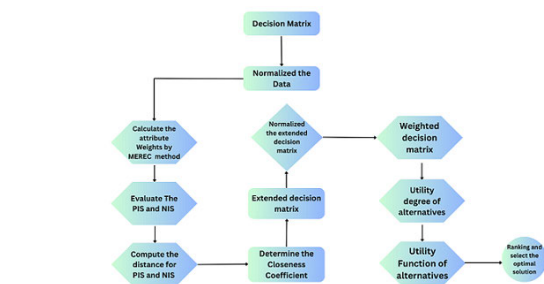 Decision Matrix
Normalized the
Data
Calculate the
attribute
Weights by
MEREC method
Evaluate The
PIS and NIS
Compute the
distance for
PIS and NIS
Determine the
Closeness
Coefficient
Extended decision
matrix
Normalized
the extended
decision
matrix
Weighted
decision
matrix
Utility
degree of
alternatives
Utility
Function of
alternatives
Ranking and
select the
optimal
solution